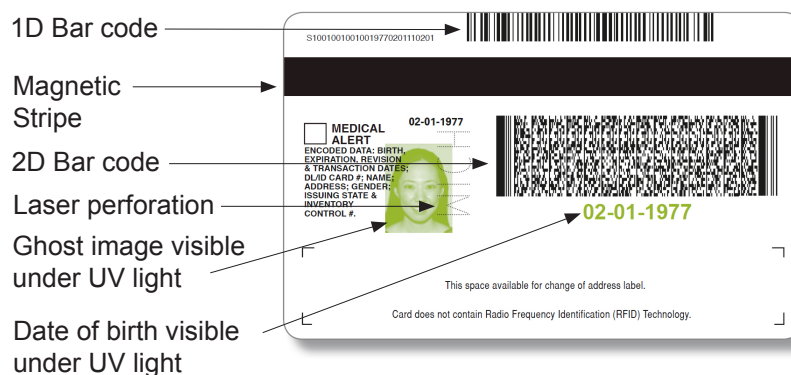 1D Bar code
S10010010010019770201110201
Magnetic
Stripe
MEDICAL
ALERT
02-01-1977
ENCODED DATA: BIRTH,
EXPIRATION, REVISION
& TRANSACTION DATES;
DL/ID CARD #; NAME;
ADDRESS; GENDER;
ISSUING STATE &
INVENTORY
CONTROL #.
2D Bar code
Laser perforation
02-01-1977
Ghost image visible
under UV light
This space available for change of address label.
Card does not contain Radio Frequency Identification (RFID) Technology.
Date of birth visible
under UV light